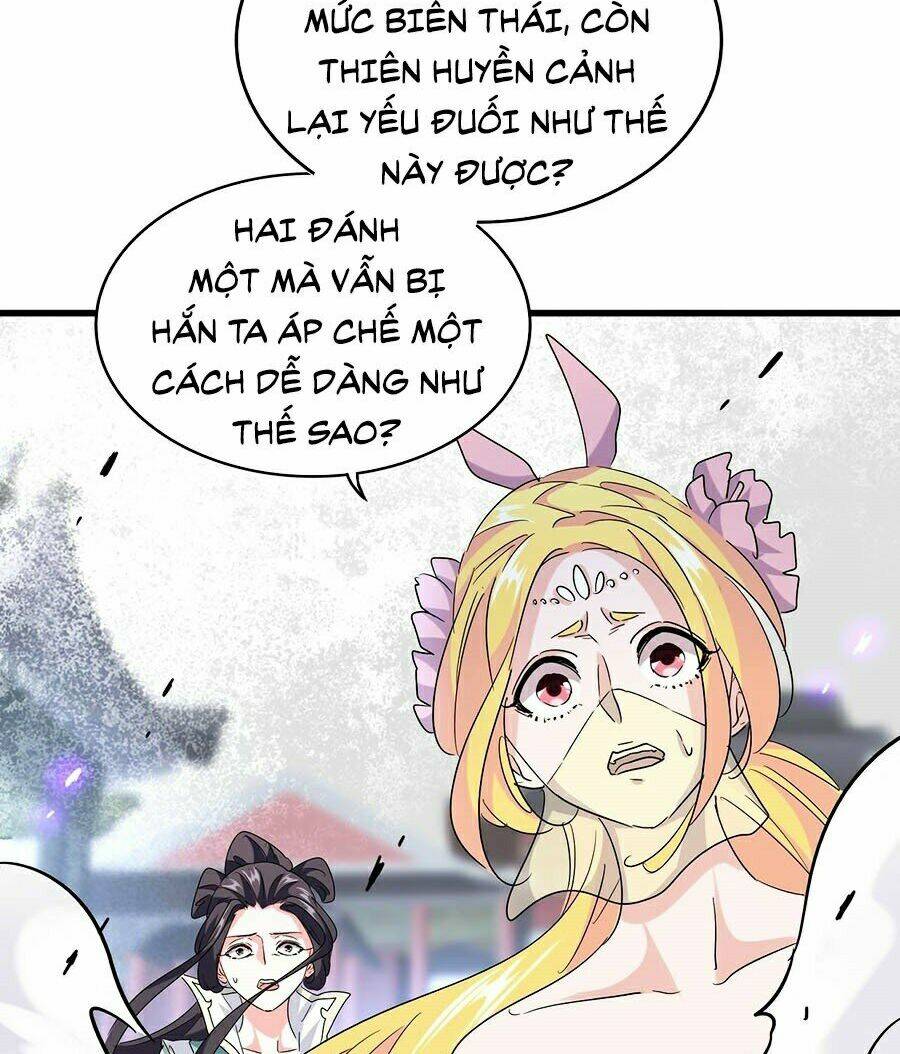 MỨC BIẾN THÁI, CÒN
THIÊN HUYỀN CẢNH
LẠI YẾU ĐUỐI NHƯ THẾ
NÀY ĐƯỢC?
HAI ĐÁNH
MỘT MÀ VẪN BỊ
HẮN TA ÁP CHẾ MỘT
CÁCH DỄ DÀNG NHƯ
THẾ SAO?